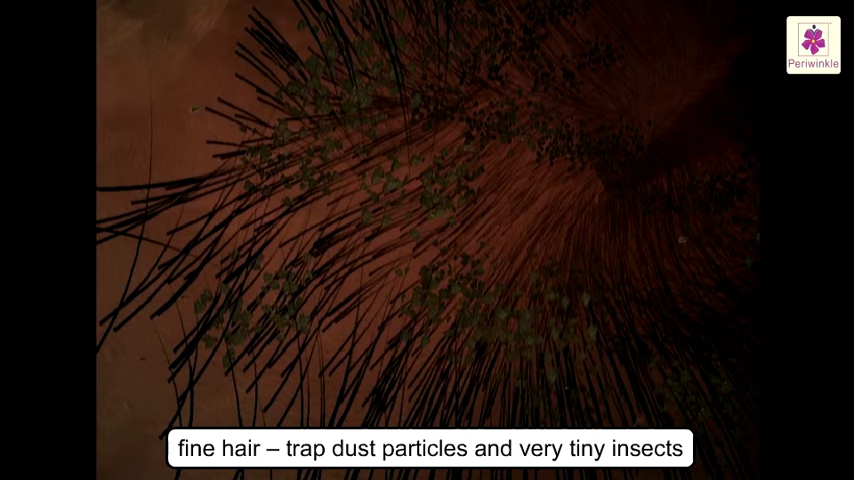 Periwinkle
fine hair – trap dust particles and very tiny insects